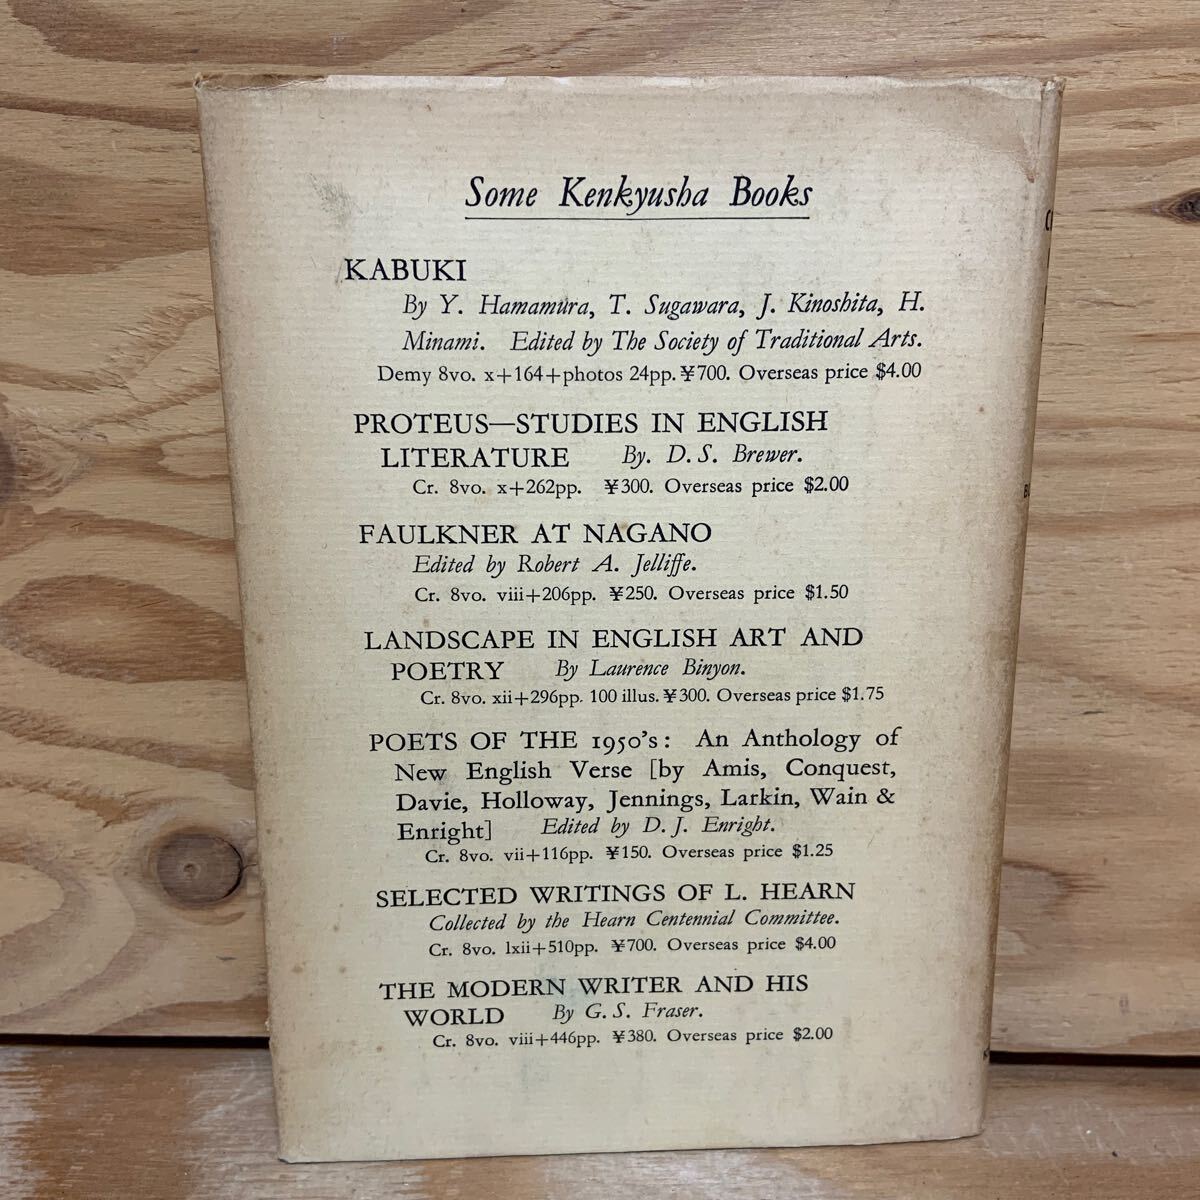 Some Kenkyusha Books
KABUKI
By Y. Hamamura, T. Sugawara, J. Kinoshita, H.
Minami. Edited by The Society of Traditional Arts.
Demy 8vo. x+164+photos 24pp. ¥700. Overseas price $4.00
PROTEUS—STUDIES IN ENGLISH
LITERATURE By. D. S. Brewer.
Cr. 8vo. x+262pp. ¥300. Overseas price $2.00
FAULKNER AT NAGANO
Edited by Robert A. Jelliffe.
Cr. 8vo. viii+206pp. ¥250. Overseas price $1.50
LANDSCAPE IN ENGLISH ART AND
POETRY By Laurence Binyon.
Cr. 8vo. xii+296pp. 100 illus. ¥300. Overseas price $1.75
POETS OF THE 1950's: An Anthology of
New English Verse [by Amis, Conquest,
Davie, Holloway, Jennings, Larkin, Wain &
Enright] Edited by D. J. Enright.
Cr. 8vo. vii+116pp. ¥150. Overseas price $1.25
SELECTED WRITINGS OF L. HEARN
Collected by the Hearn Centennial Committee.
Cr. 8vo. lxii+510pp. ¥700. Overseas price $4.00
THE MODERN WRITER AND HIS
WORLD By G. S. Fraser.
Cr. 8vo. viii+446pp. ¥380. Overseas price $2.00